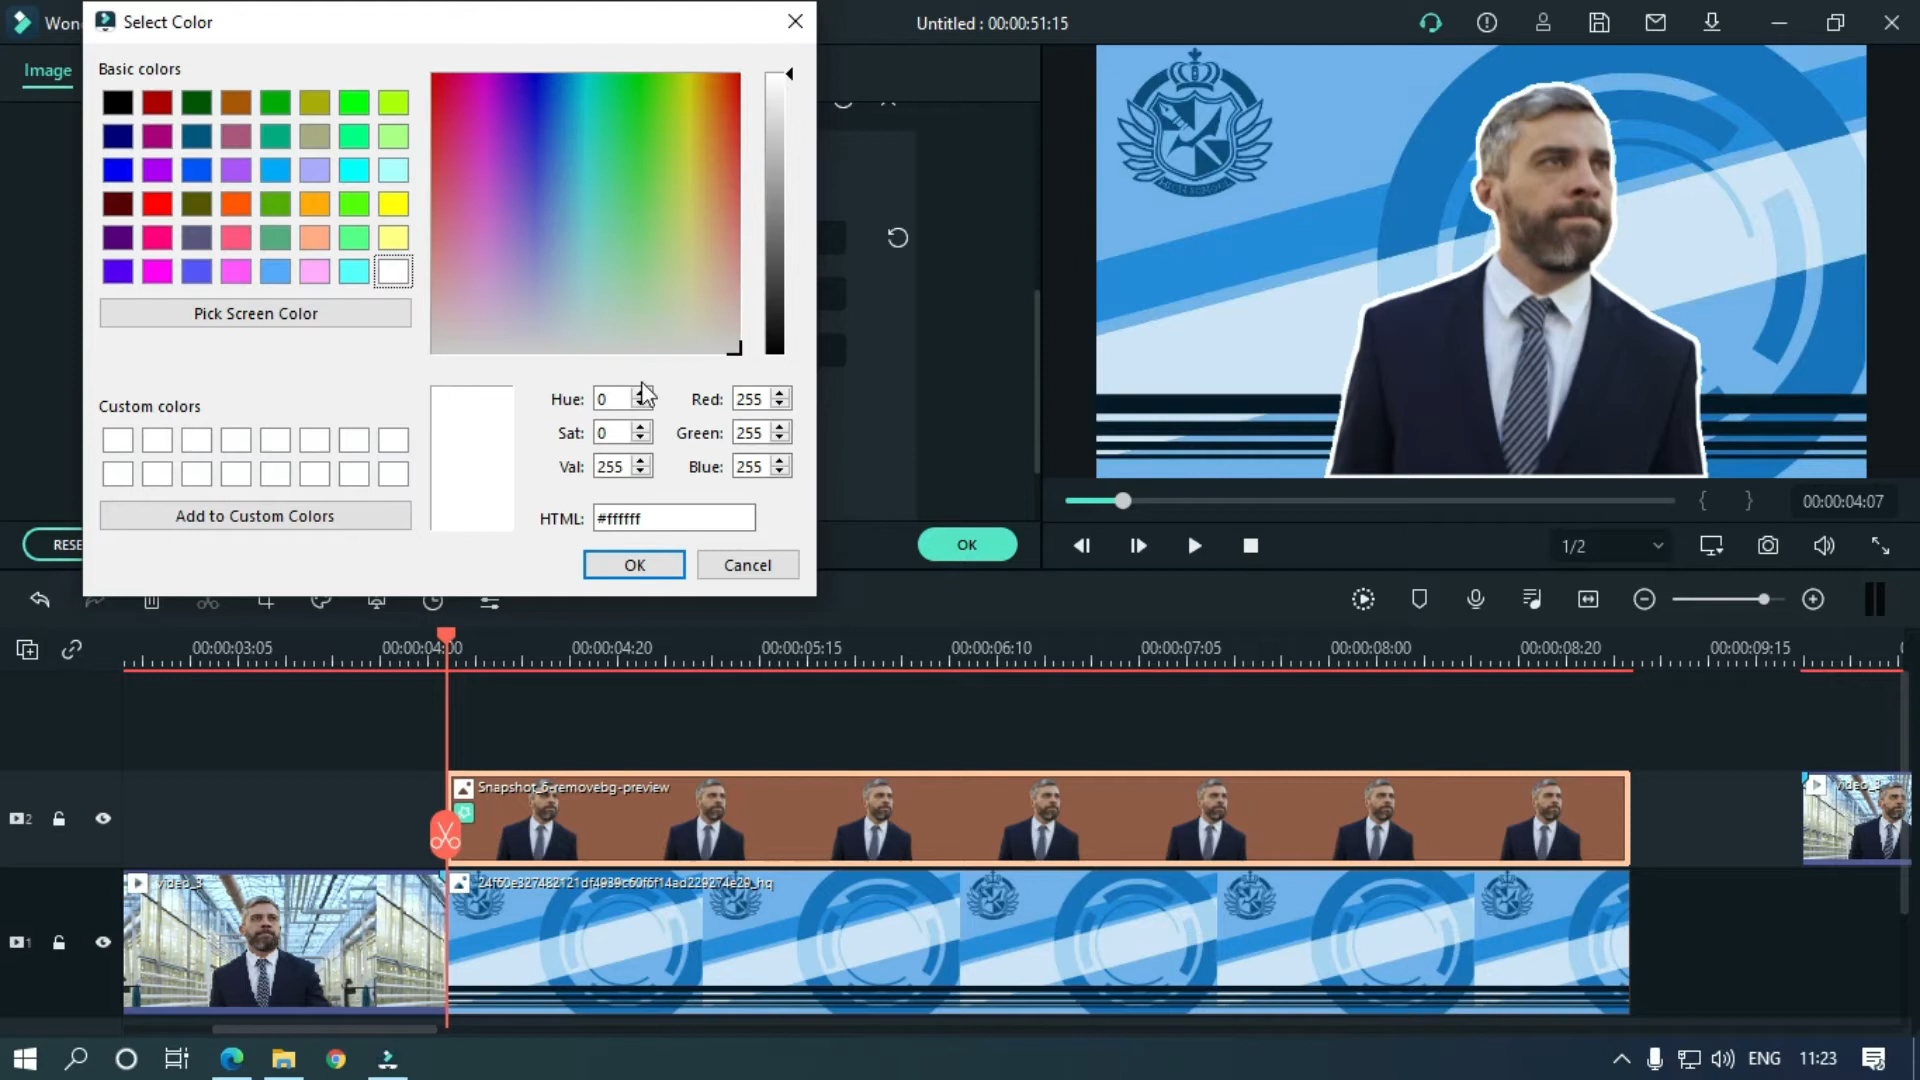 Won
Select Color
Untitled : 00:00:51:15
Image
Basic colors
Pick Screen Color
Custom colors
Add to Custom Colors
Hue: 0
Red: 255
Sat: 0
Green: 255
Val: 255
Blue: 255
HTML: #ffffff
OK
Cancel
RESE
OK
00:00:04:07
1/2
00:00:03:05
00:00:04:00
00:00:04:20
00:00:05:15
00:00:06:10
00:00:07:05
00:00:08:00
00:00:08:20
00:00:09:15
Snapshot_6-removebg-preview
2
video_3
video_3
24f60e327482121df4939c60f6f14ad229274e29_hq
1
ENG
11:23